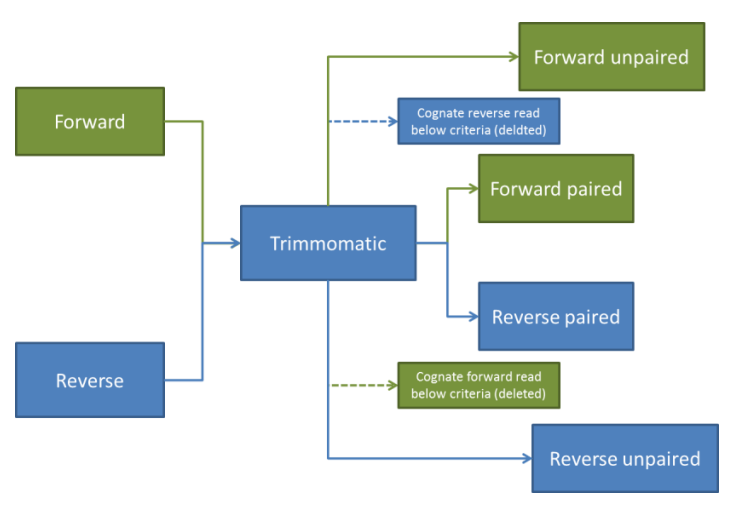 Forward unpaired
Forward
Cognate reverse read
below criteria (deldted)
Forward paired
Trimmomatic
Reverse paired
Reverse
Cognate forward read
below criteria (deleted)
Reverse unpaired